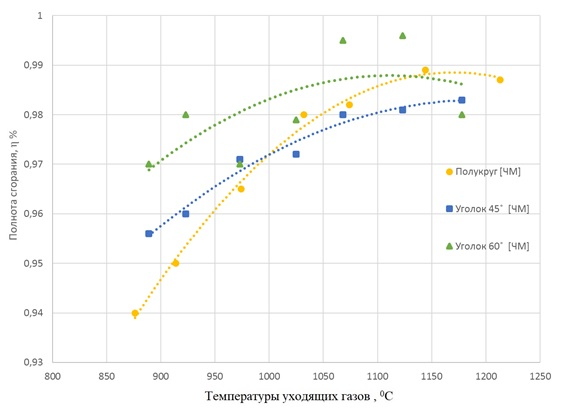 1
0,99
0,98
0,97
0,96
0,95
0,94
0,93
Полнота сгорания, η %
800 850 900 950 1000 1050 1100 1150 1200 1250
Температуры уходящих газов , ⁰C
Полукруг [ЧМ]
Уголок 45˚ [ЧМ]
Уголок 60˚ [ЧМ]